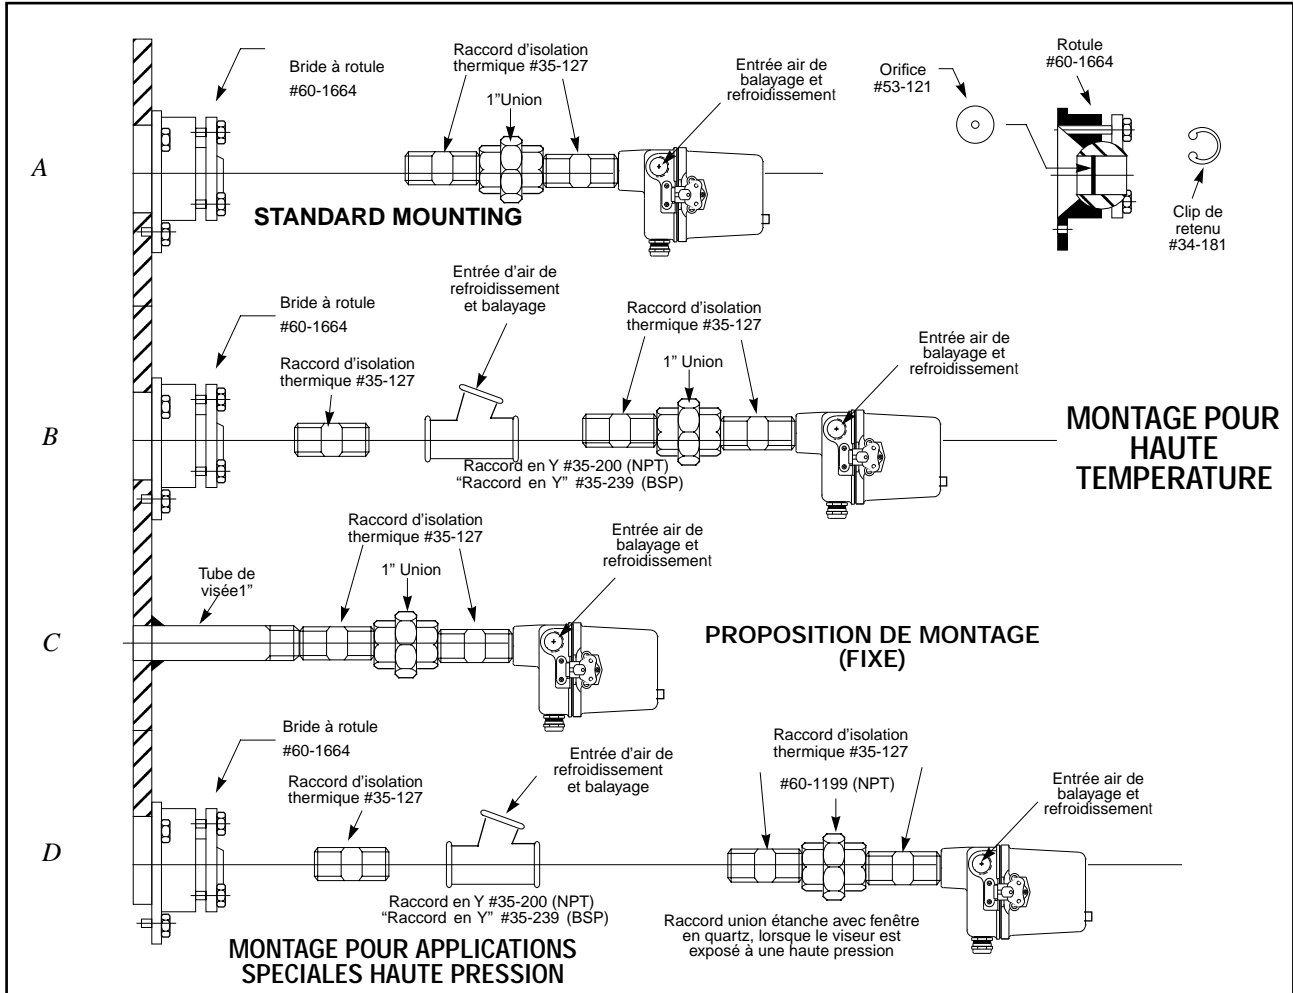 Bride à rotule
#60-1664
Raccord d'isolation
thermique #35-127
1”Union
Entrée air de
balayage et
refroidissement
Orifice
#53-121
Rotule
#60-1664
Clip de
retenu
#34-181
A
STANDARD MOUNTING
Bride à rotule
#60-1664
Raccord d'isolation
thermique #35-127
Entrée d'air de
refroidissement
et balayage
Raccord d'isolation
thermique #35-127
1” Union
Entrée air de
balayage et
refroidissement
B
Raccord en Y #35-200 (NPT)
“Raccord en Y” #35-239 (BSP)
MONTAGE POUR
HAUTE
TEMPERATURE
Tube de
visée1”
Raccord d'isolation
thermique #35-127
1” Union
Entrée air de
balayage et
refroidissement
C
PROPOSITION DE MONTAGE
(FIXE)
Bride à rotule
#60-1664
Raccord d'isolation
thermique #35-127
Entrée d'air de
refroidissement
et balayage
Raccord d'isolation
thermique #35-127
#60-1199 (NPT)
Entrée air de
balayage et
refroidissement
D
Raccord en Y #35-200 (NPT)
“Raccord en Y” #35-239 (BSP)
Raccord union étanche avec fenêtre
en quartz, lorsque le viseur est
exposé à une haute pression
MONTAGE POUR APPLICATIONS
SPECIALES HAUTE PRESSION